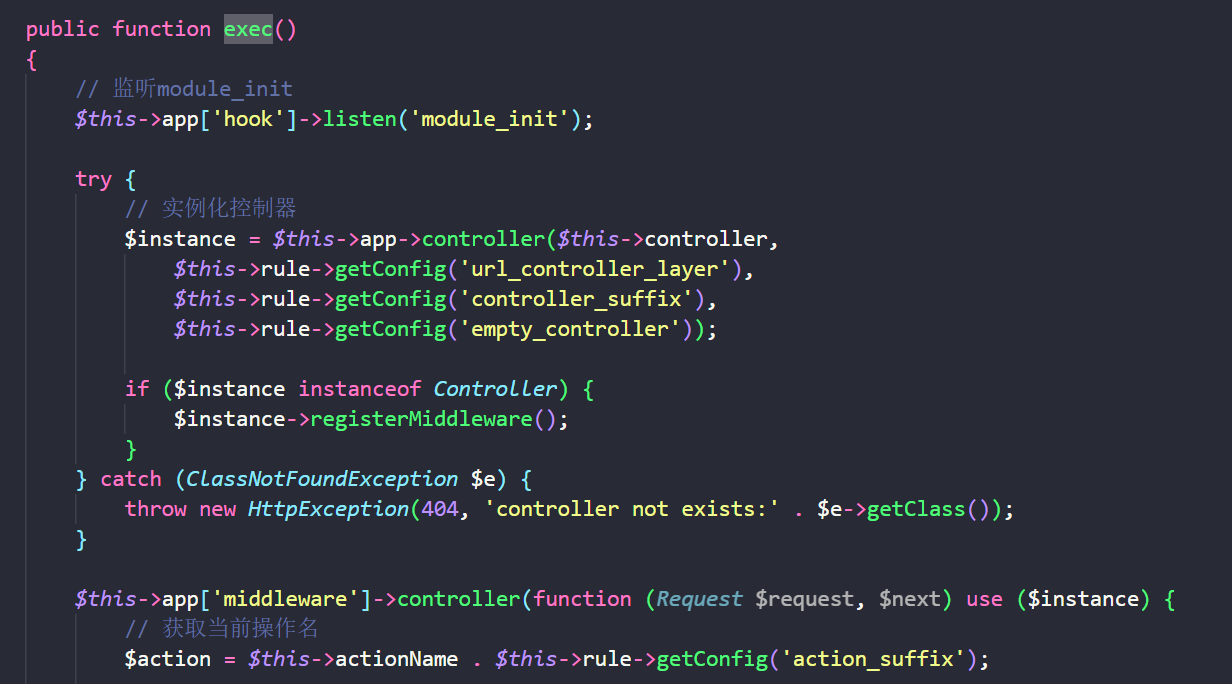 public function exec()
{
    // 监听module_init
    $this->app['hook']->listen('module_init');

    try {
        // 实例化控制器
        $instance = $this->app->controller($this->controller,
            $this->rule->getConfig('url_controller_layer'),
            $this->rule->getConfig('controller_suffix'),
            $this->rule->getConfig('empty_controller'));

        if ($instance instanceof Controller) {
            $instance->registerMiddleware();
        }
    } catch (ClassNotFoundException $e) {
        throw new HttpException(404, 'controller not exists:' . $e->getClass());
    }

    $this->app['middleware']->controller(function (Request $request, $next) use ($instance) {
        // 获取当前操作名
        $action = $this->actionName . $this->rule->getConfig('action_suffix');